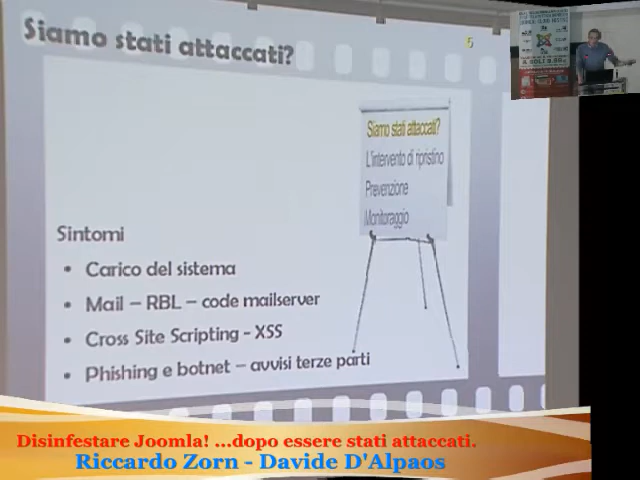 Siamo stati attaccati?
5
Siamo stati attaccati?
L'intervento di ripristino
Prevenzione
Monitoraggio
Sintomi
• Carico del sistema
• Mail – RBL – code mailserver
• Cross Site Scripting - XSS
• Phishing e botnet – avvisi terze parti
Disinfestare Joomla! ...dopo essere stati attaccati.
Riccardo Zorn - Davide D'Alpaos